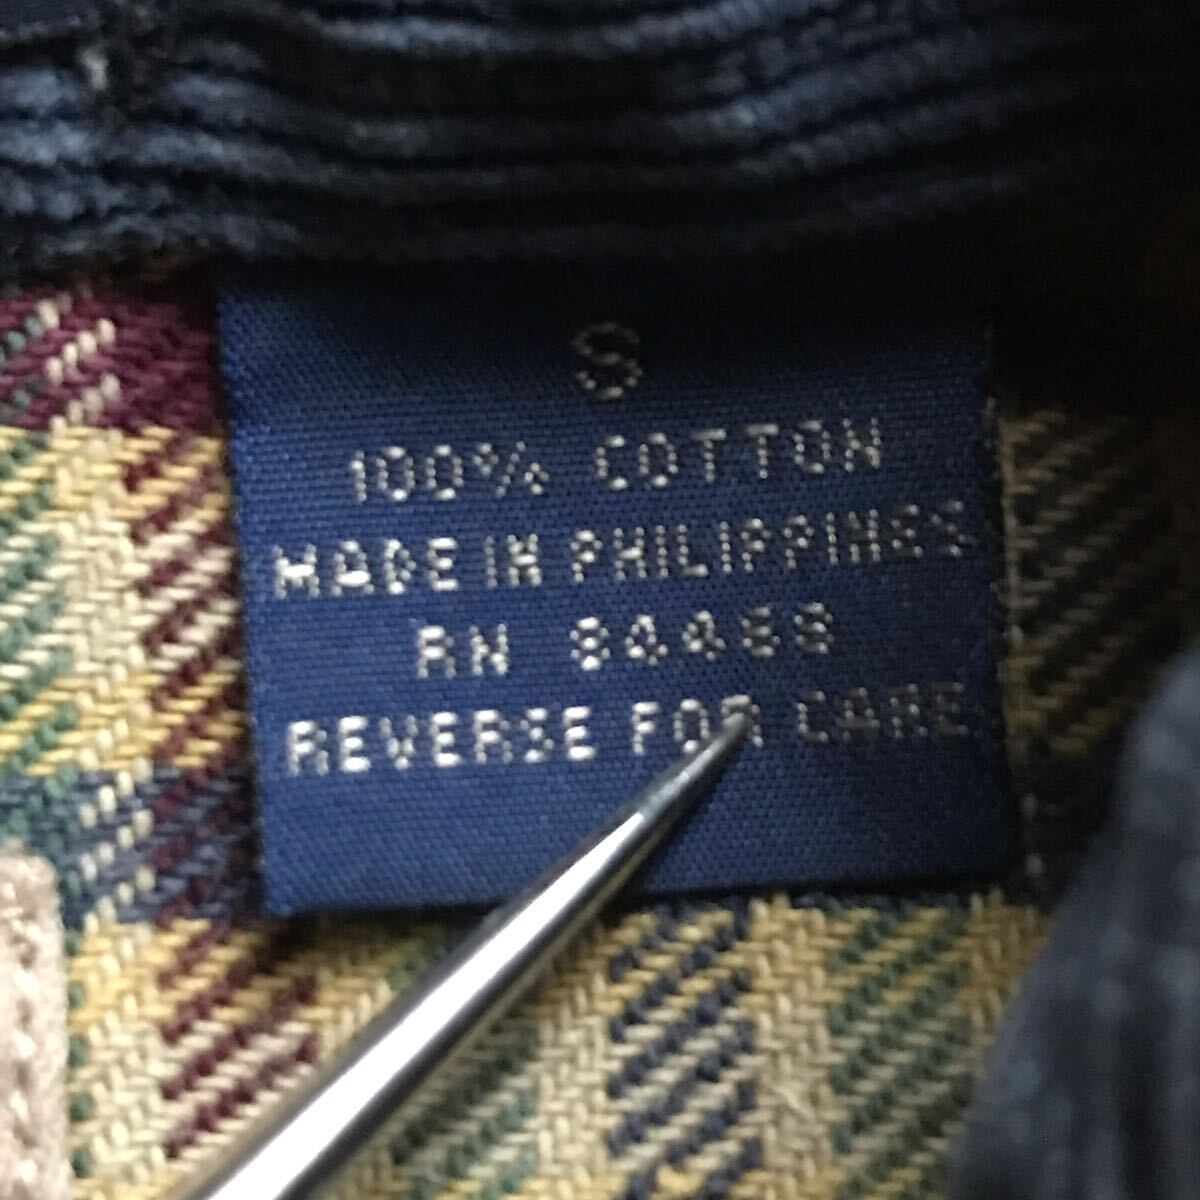 S
100% COTTON
MADE IN PHILIPPINES
RN 84468
REVERSE FOR CARE